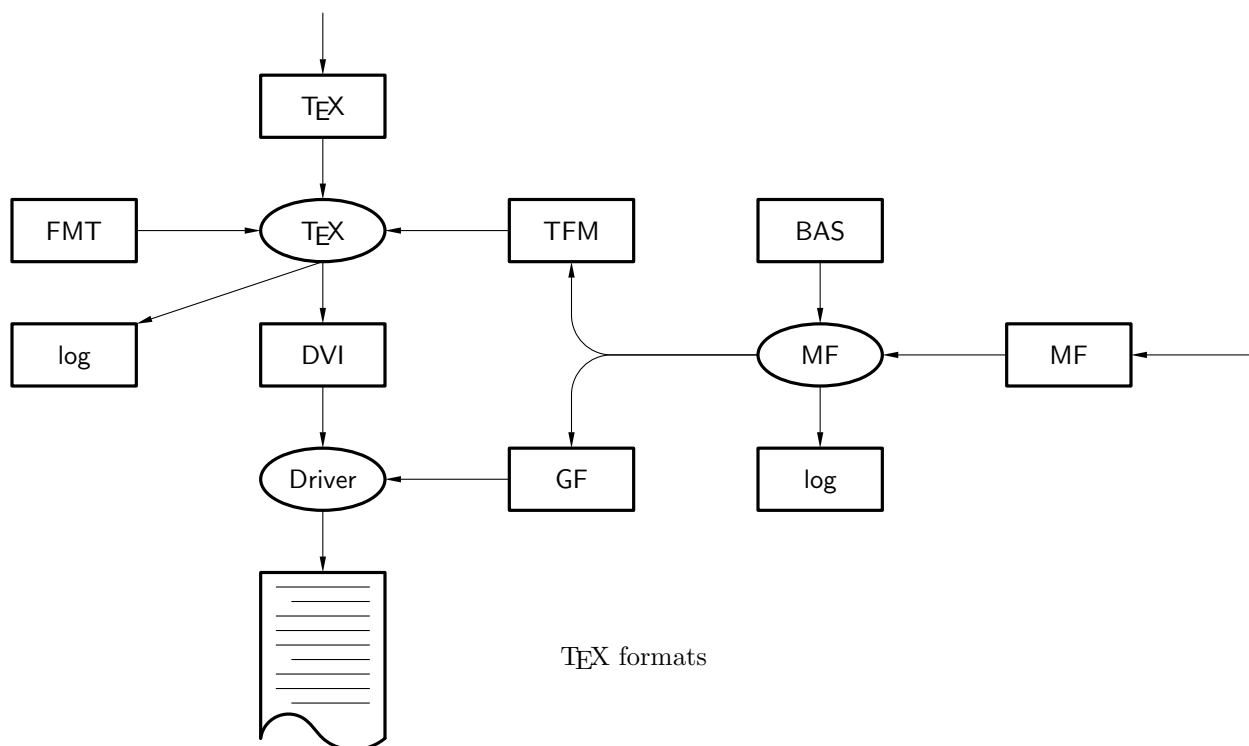 TEX
FMT
TEX
TFM
BAS
log
DVI
MF
MF
Driver
GF
log
TEX formats